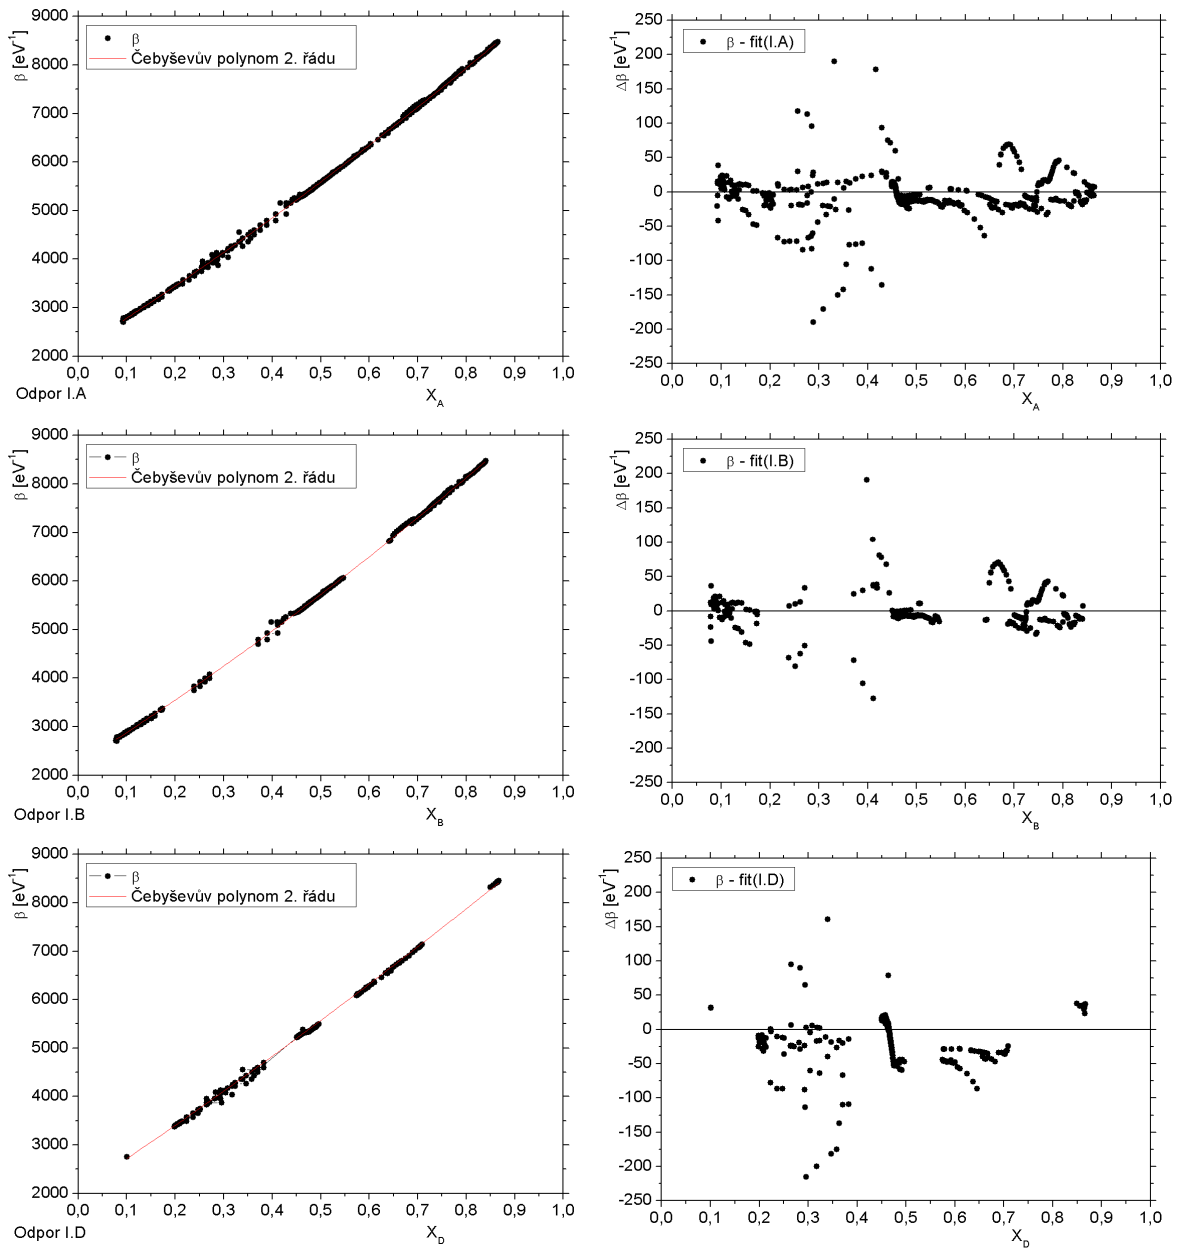 9000
8000
7000
6000
5000
4000
3000
2000
β [eV⁻¹]
β
Čebyševův polynom 2. řádu
0,0 0,1 0,2 0,3 0,4 0,5 0,6 0,7 0,8 0,9 1,0
Odpor I.A
X_A
250
200
150
100
50
0
-50
-100
-150
-200
-250
Δβ [eV⁻¹]
β - fit(I.A)
0,0 0,1 0,2 0,3 0,4 0,5 0,6 0,7 0,8 0,9 1,0
X_A
9000
8000
7000
6000
5000
4000
3000
2000
β [eV⁻¹]
β
Čebyševův polynom 2. řádu
0,0 0,1 0,2 0,3 0,4 0,5 0,6 0,7 0,8 0,9 1,0
Odpor I.B
X_B
250
200
150
100
50
0
-50
-100
-150
-200
-250
Δβ [eV⁻¹]
β - fit(I.B)
0,0 0,1 0,2 0,3 0,4 0,5 0,6 0,7 0,8 0,9 1,0
X_B
9000
8000
7000
6000
5000
4000
3000
2000
β [eV⁻¹]
β
Čebyševův polynom 2. řádu
0,0 0,1 0,2 0,3 0,4 0,5 0,6 0,7 0,8 0,9 1,0
Odpor I.D
X_D
250
200
150
100
50
0
-50
-100
-150
-200
-250
Δβ [eV⁻¹]
β - fit(I.D)
0,0 0,1 0,2 0,3 0,4 0,5 0,6 0,7 0,8 0,9 1,0
X_D